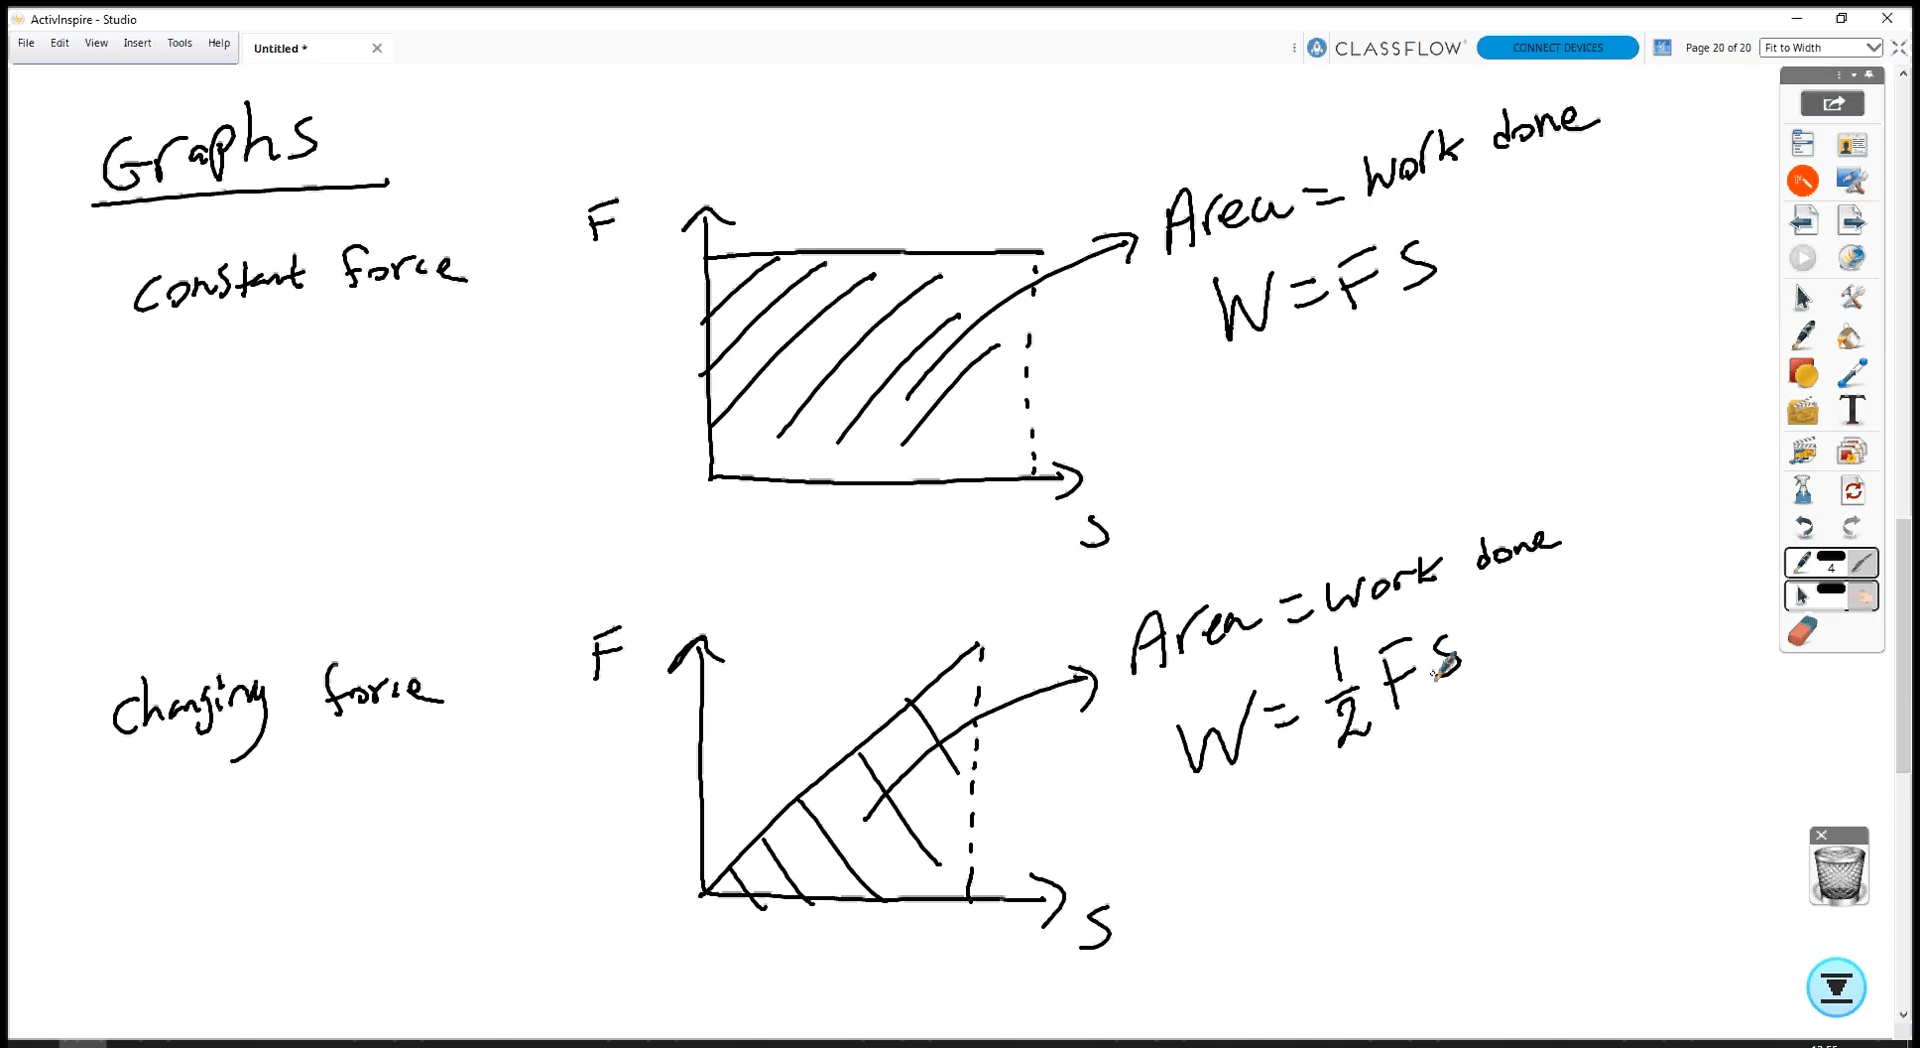 ActivInspire - Studio
File Edit View Insert Tools Help
Untitled *
CLASSFLOW
CONNECT DEVICES
Page 20 of 20
Fit to Width
Graphs
constant force
F
S
Area = work done
W = FS
changing force
F
S
Area = work done
W = 1/2 FS
T
4